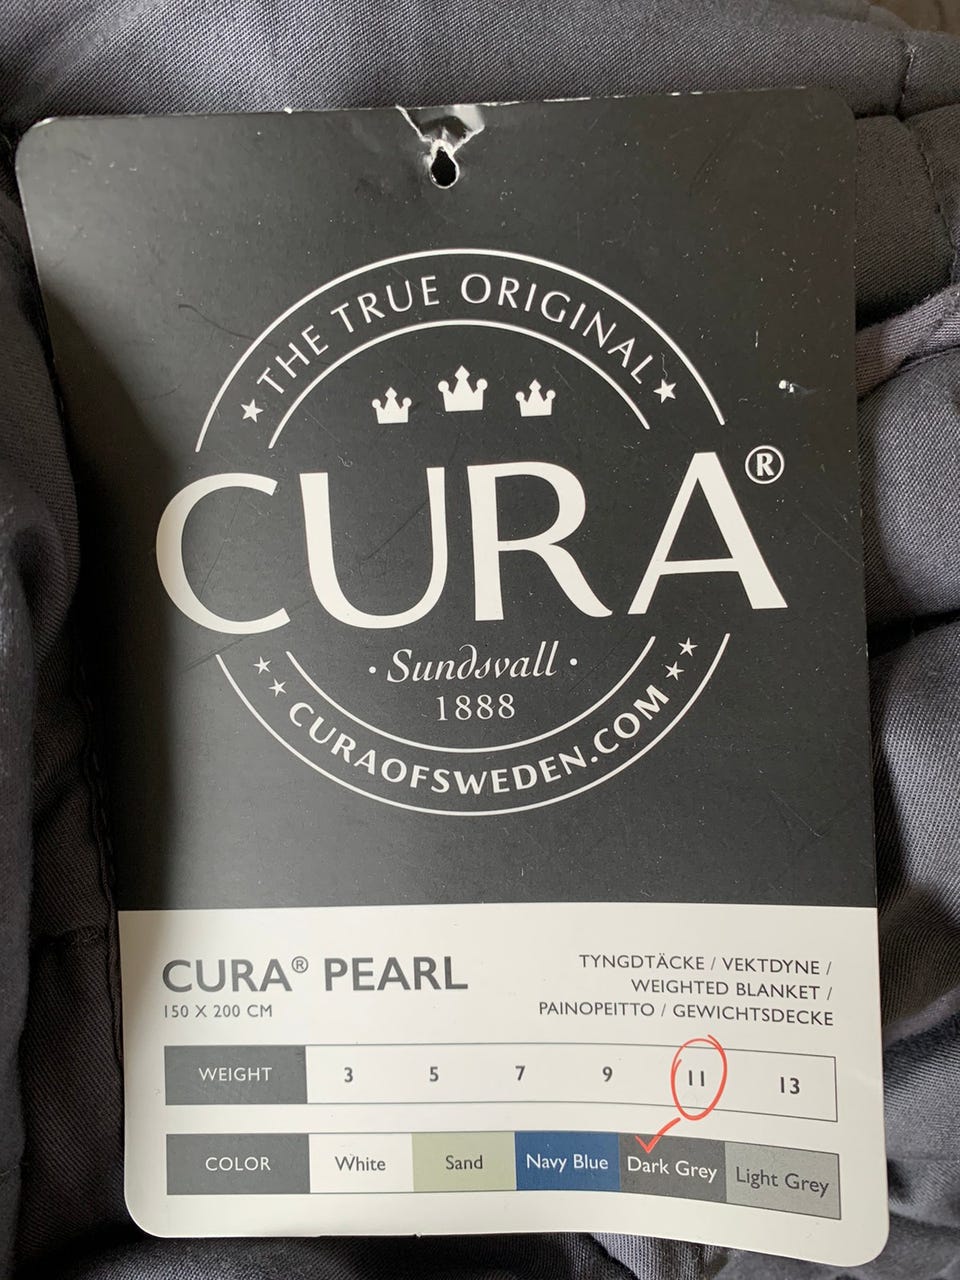 THE TRUE ORIGINAL
CURA®
Sundsvall
1888
CURAOFSWEDEN.COM
CURA® PEARL
150 X 200 CM
TYNGDTÄCKE / VEKTDYNE /
WEIGHTED BLANKET /
PAINOPEITTO / GEWICHTSDECKE
WEIGHT 3 5 7 9 11 13
COLOR White Sand Navy Blue Dark Grey Light Grey